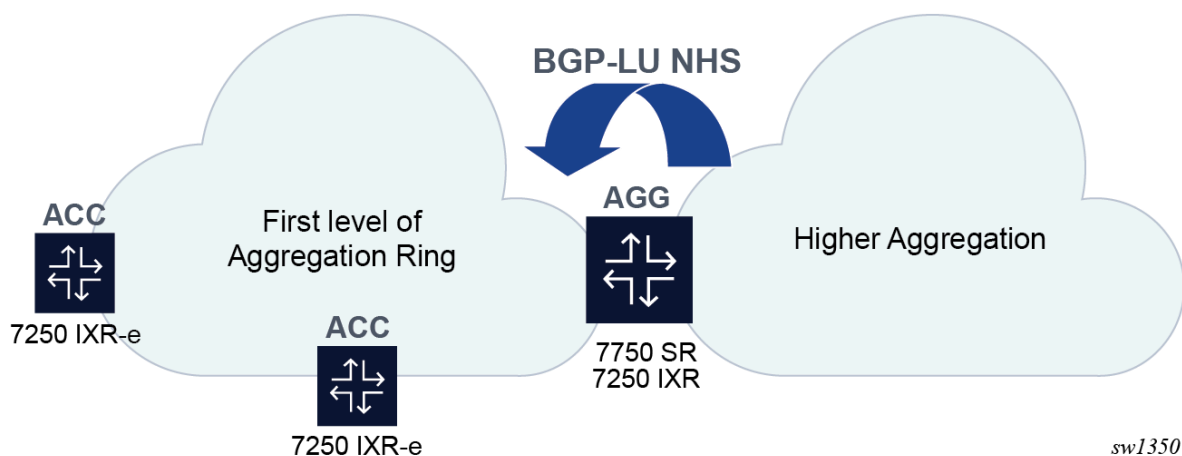 BGP-LU NHS
ACC
7250 IXR-e
First level of
Aggregation Ring
ACC
7250 IXR-e
AGG
7750 SR
7250 IXR
Higher Aggregation
sw1350